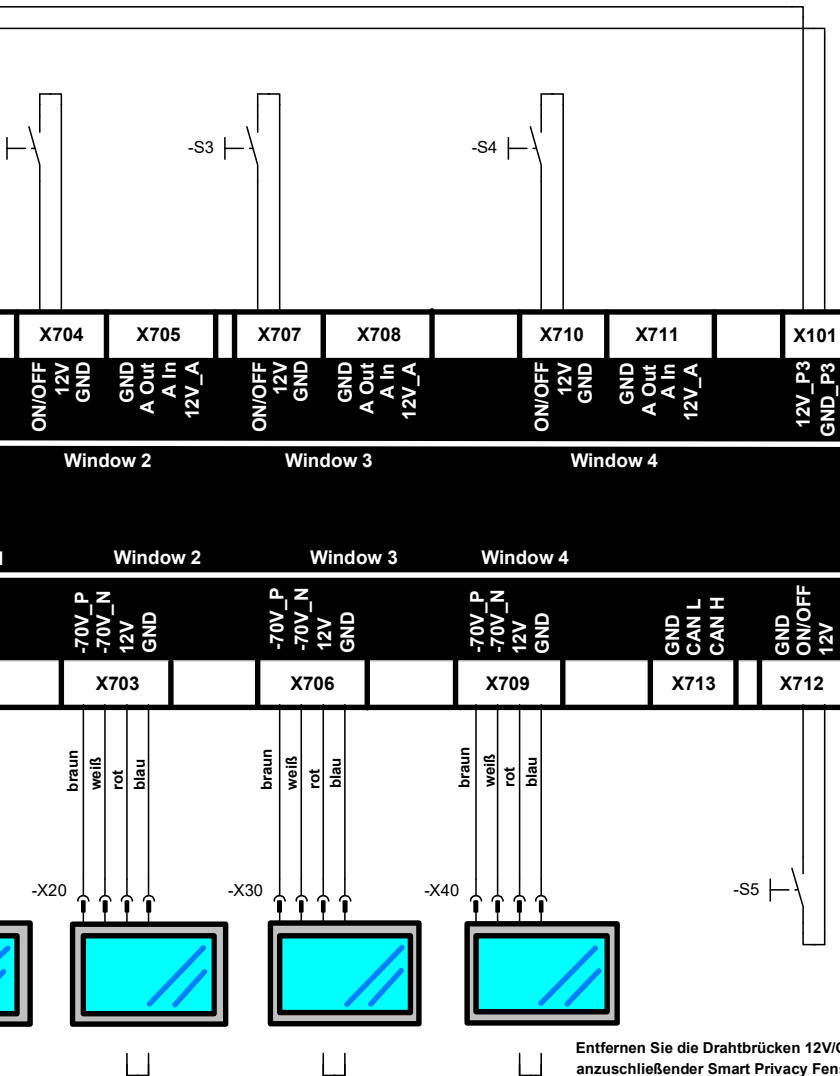 -S3
-S4
X704
X705
X707
X708
X710
X711
X101
ON/OFF
12V
GND
GND
A Out
A In
12V_A
ON/OFF
12V
GND
GND
A Out
A In
12V_A
ON/OFF
12V
GND
GND
A Out
A In
12V_A
12V_P3
GND_P3
Window 2
Window 3
Window 4
Window 2
Window 3
Window 4
-70V_P
-70V_N
12V
GND
-70V_P
-70V_N
12V
GND
-70V_P
-70V_N
12V
GND
GND
CAN L
CAN H
GND
ON/OFF
12V
X703
X706
X709
X713
X712
braun
weiß
rot
blau
braun
weiß
rot
blau
braun
weiß
rot
blau
-X20
-X30
-X40
-S5
Entfernen Sie die Drahtbrücken 12V/
anzuschließender Smart Privacy Fen